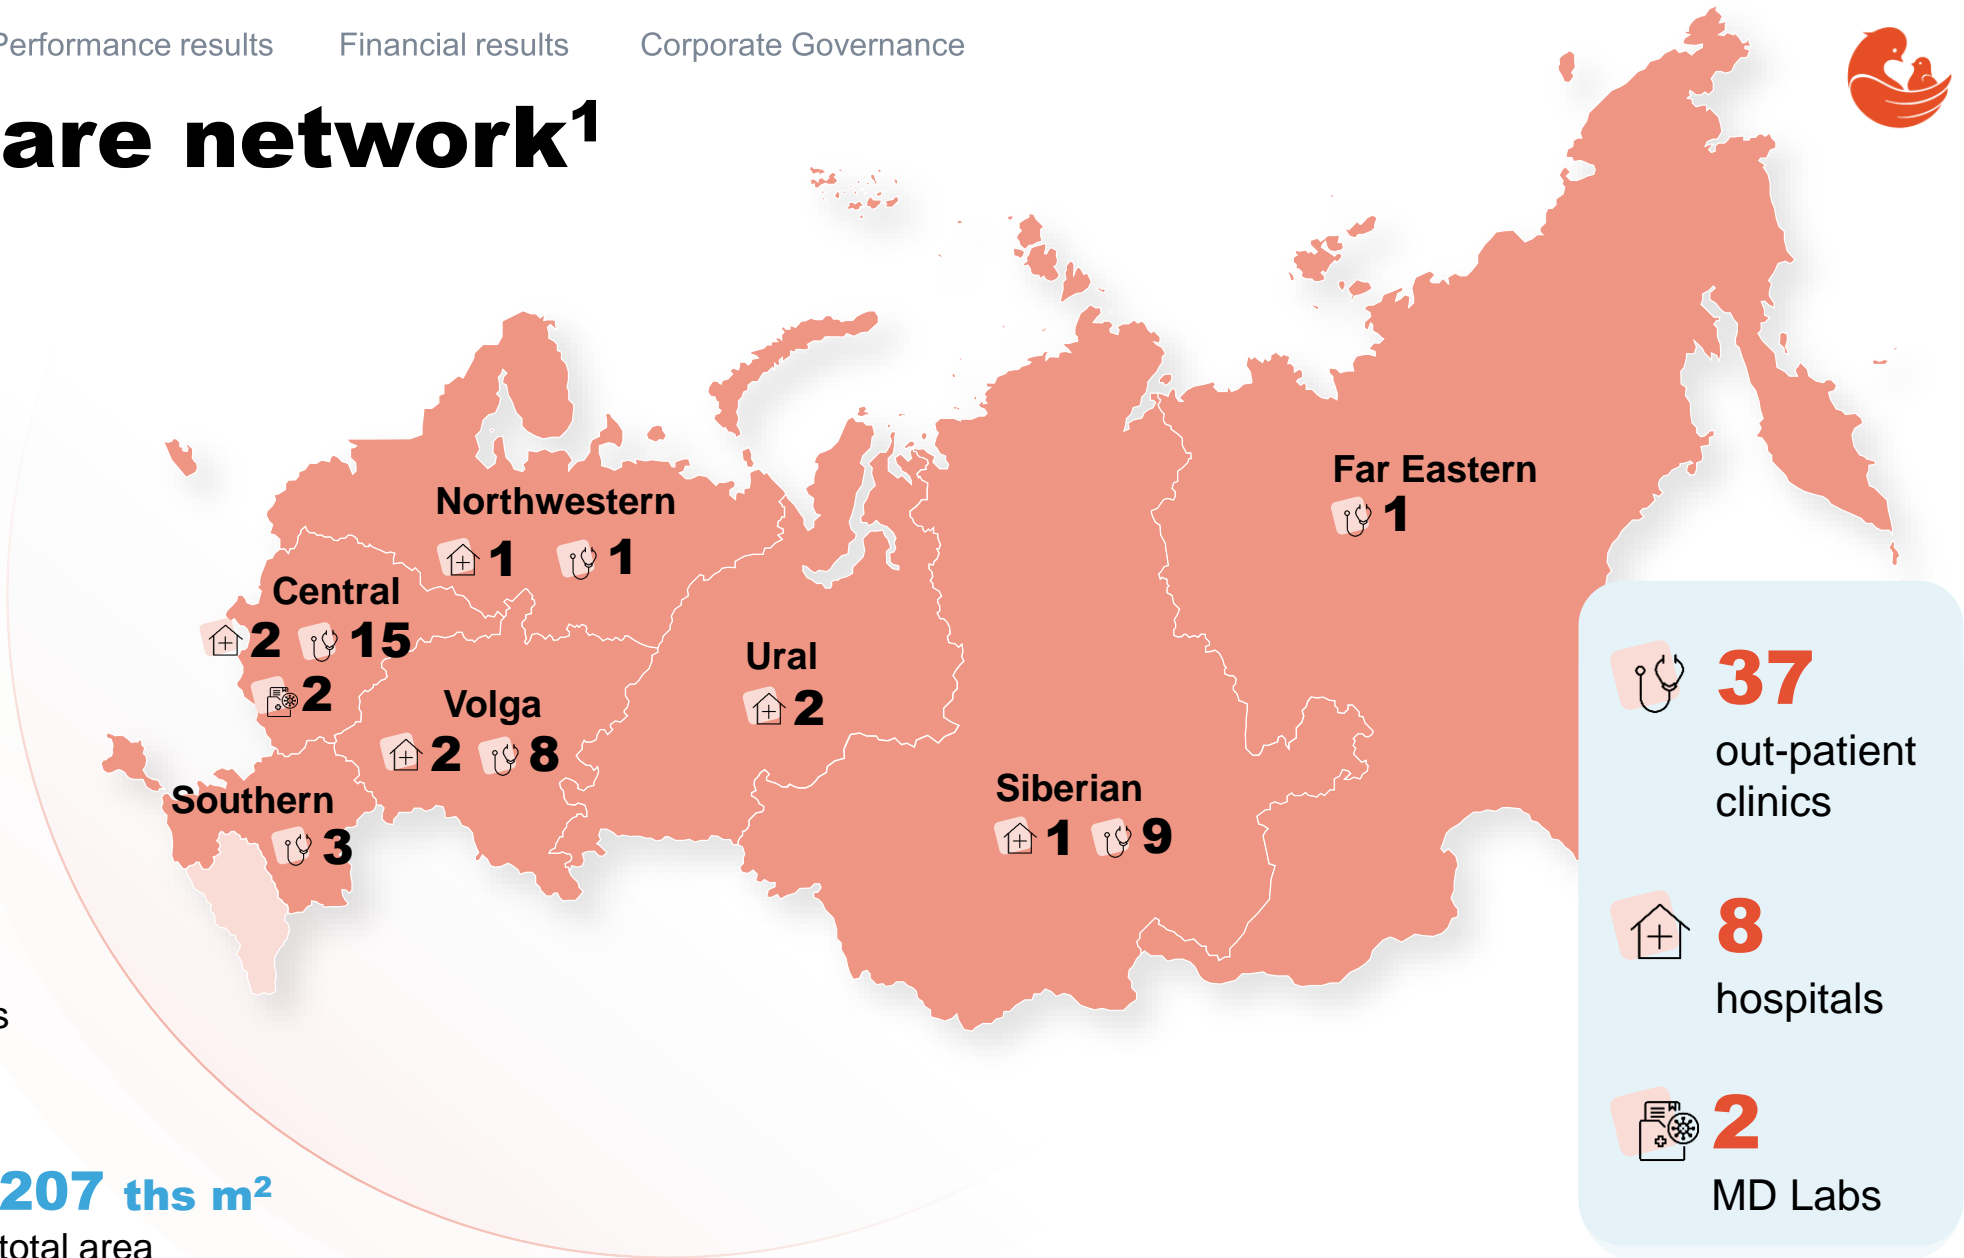 Performance results Financial results Corporate Governance
are network¹
Northwestern
1 1
Far Eastern
1
Central
2 15
2
Ural
2
Volga
2 8
Southern
3
Siberian
1 9
37
out-patient
clinics
8
hospitals
2
MD Labs
s
207 ths m²
total area